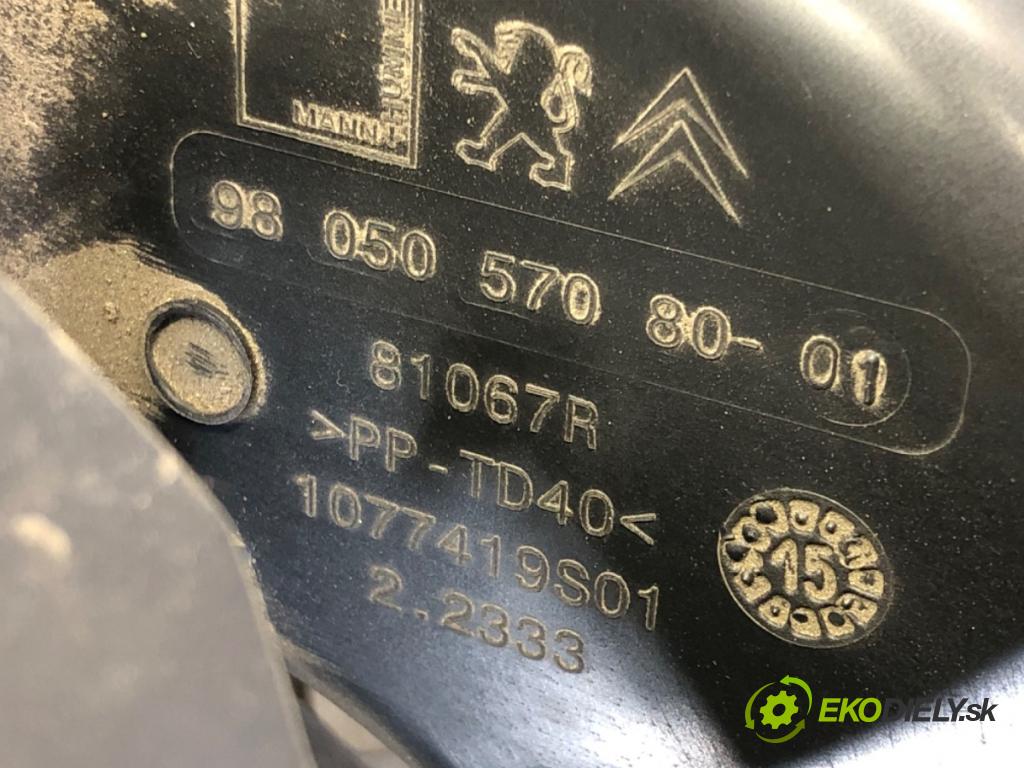 MANN+HUMMEL
98 050 570 80-01
81067R
>PP-TD40<
1077419S01
2.2333
15
EKODIELY.sk